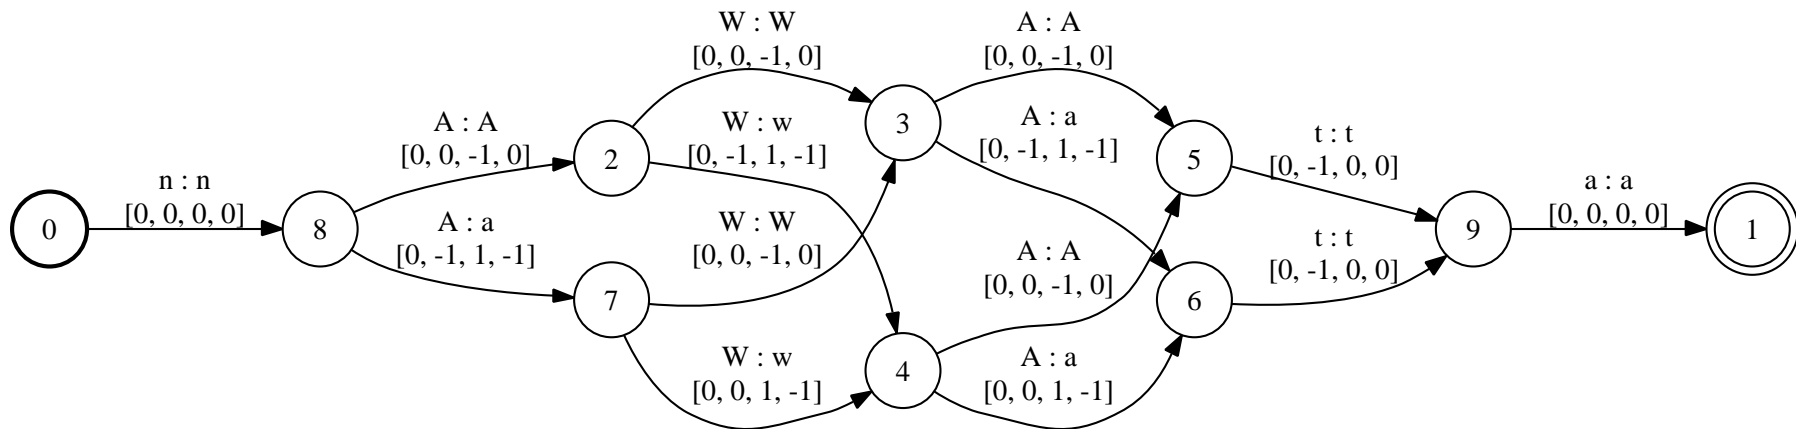 W : W
[0, 0, -1, 0]
A : A
[0, 0, -1, 0]
A : A
[0, 0, -1, 0]
W : w
[0, -1, 1, -1]
A : a
[0, -1, 1, -1]
t : t
[0, -1, 0, 0]
n : n
[0, 0, 0, 0]
A : a
[0, -1, 1, -1]
W : W
[0, 0, -1, 0]
A : A
[0, 0, -1, 0]
t : t
[0, -1, 0, 0]
a : a
[0, 0, 0, 0]
W : w
[0, 0, 1, -1]
A : a
[0, 0, 1, -1]
0
8
2
7
3
4
5
6
9
1